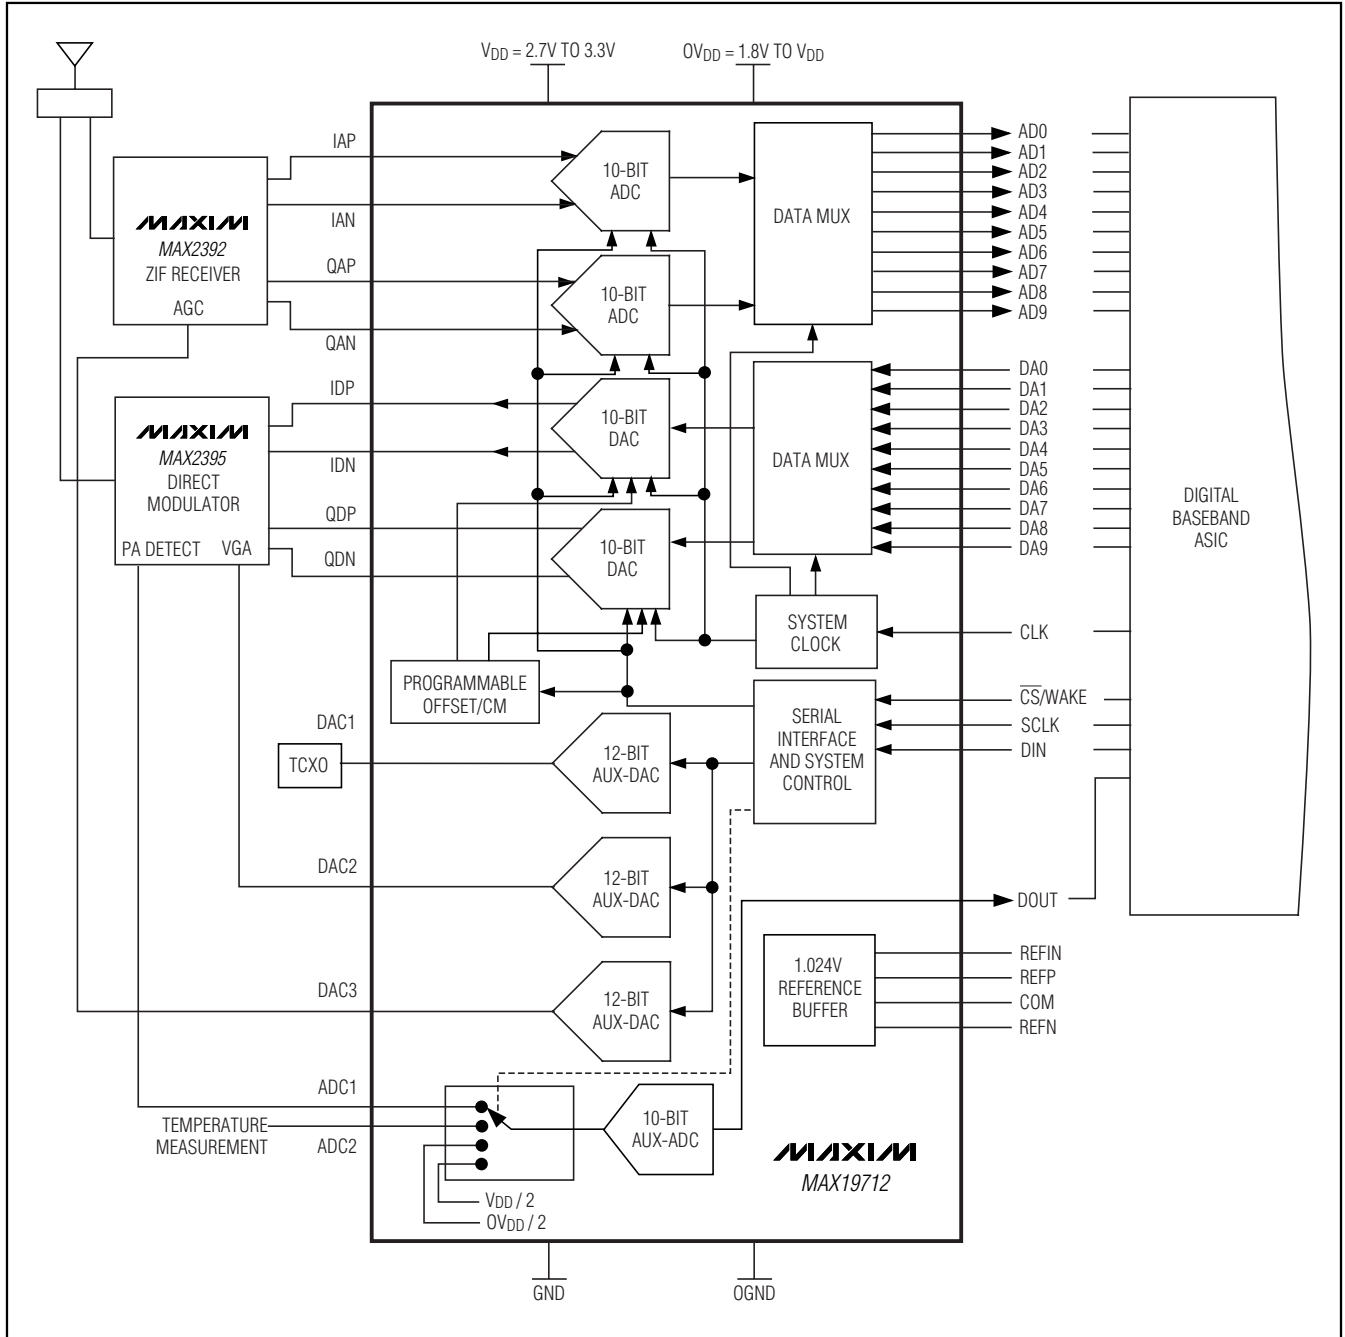 VDD = 2.7V TO 3.3V
OVDD = 1.8V TO VDD
IAP
IAN
QAP
QAN
MAXIM
MAX2392
ZIF RECEIVER
AGC
10-BIT
ADC
10-BIT
ADC
DATA MUX
AD0
AD1
AD2
AD3
AD4
AD5
AD6
AD7
AD8
AD9
IDP
IDN
QDP
QDN
MAXIM
MAX2395
DIRECT
MODULATOR
PA DETECT
VGA
10-BIT
DAC
10-BIT
DAC
DATA MUX
DA0
DA1
DA2
DA3
DA4
DA5
DA6
DA7
DA8
DA9
DIGITAL
BASEBAND
ASIC
SYSTEM
CLOCK
CLK
PROGRAMMABLE
OFFSET/CM
SERIAL
INTERFACE
AND SYSTEM
CONTROL
C̅S̅/WAKE
SCLK
DIN
DAC1
TCXO
12-BIT
AUX-DAC
DAC2
12-BIT
AUX-DAC
DOUT
DAC3
12-BIT
AUX-DAC
1.024V
REFERENCE
BUFFER
REFIN
REFP
COM
REFN
ADC1
TEMPERATURE
MEASUREMENT
ADC2
10-BIT
AUX-ADC
VDD / 2
OVDD / 2
MAXIM
MAX19712
GND
OGND